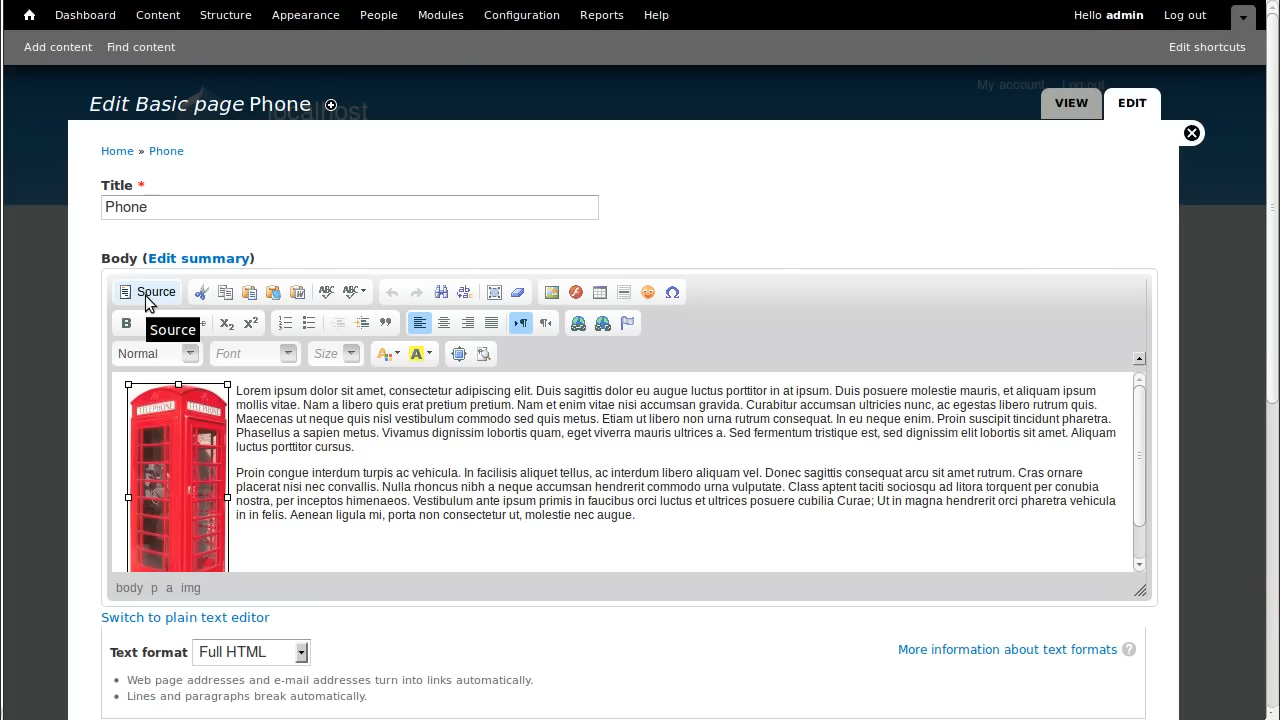 Dashboard Content Structure Appearance People Modules Configuration Reports Help Hello admin Log out
Add content Find content Edit shortcuts
My account Log out
localhost
Edit Basic page Phone VIEW EDIT
Home » Phone
Title *
Phone
Body (Edit summary)
Source ABC ABC
B X₂ X²
Source
Normal Font Size A A
TELEPHONE TELEPHONE
Lorem ipsum dolor sit amet, consectetur adipiscing elit. Duis sagittis dolor eu augue luctus porttitor in at ipsum. Duis posuere molestie mauris, et aliquam ipsum
mollis vitae. Nam a libero quis erat pretium pretium. Nam et enim vitae nisi accumsan gravida. Curabitur accumsan ultricies nunc, ac egestas libero rutrum quis.
Maecenas ut neque quis nisl vestibulum commodo sed quis metus. Etiam ut libero non urna rutrum consequat. In eu neque enim. Proin suscipit tincidunt pharetra.
Phasellus a sapien metus. Vivamus dignissim lobortis quam, eget viverra mauris ultrices a. Sed fermentum tristique est, sed dignissim elit lobortis sit amet. Aliquam
luctus porttitor cursus.
Proin congue interdum turpis ac vehicula. In facilisis aliquet tellus, ac interdum libero aliquam vel. Donec sagittis consequat arcu sit amet rutrum. Cras ornare
placerat nisi nec convallis. Nulla rhoncus nibh a neque accumsan hendrerit commodo urna vulputate. Class aptent taciti sociosqu ad litora torquent per conubia
nostra, per inceptos himenaeos. Vestibulum ante ipsum primis in faucibus orci luctus et ultrices posuere cubilia Curae; Ut in magna hendrerit orci pharetra vehicula
in in felis. Aenean ligula mi, porta non consectetur ut, molestie nec augue.
body p a img
Switch to plain text editor
Text format Full HTML More information about text formats ?
• Web page addresses and e-mail addresses turn into links automatically.
• Lines and paragraphs break automatically.